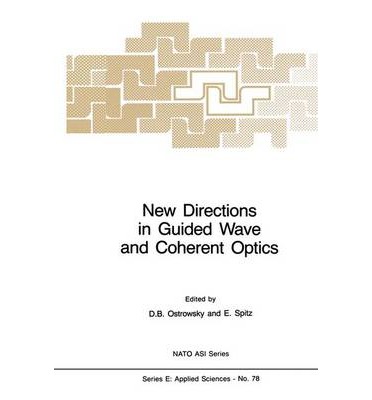 New Directions
in Guided Wave
and Coherent Optics
Edited by
D.B. Ostrowsky and E. Spitz
NATO ASI Series
Series E: Applied Sciences - No. 78